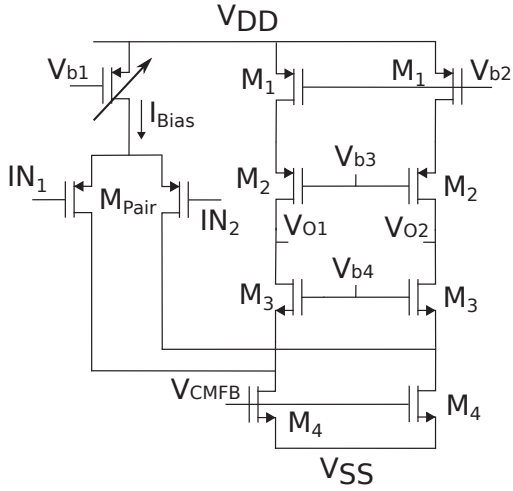 VDD
Vb1
M1
M1
Vb2
IBias
IN1
MPair
IN2
M2
Vb3
M2
VO1
VO2
M3
Vb4
M3
VCMFB
M4
M4
VSS